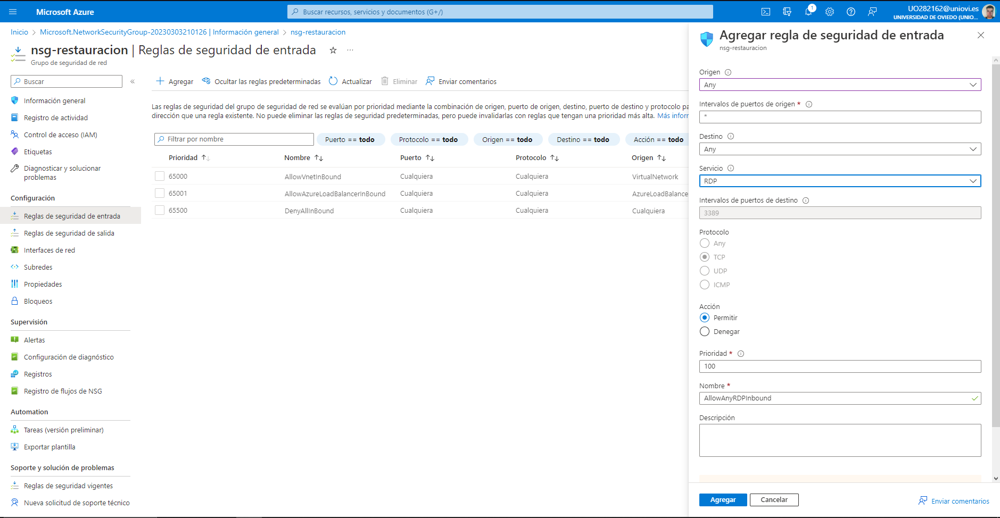 Microsoft Azure
Buscar recursos, servicios y documentos (G+/)
1
UO282162@uniovi.es
UNIVERSIDAD DE OVIEDO (UNIO...
Inicio > Microsoft.NetworkSecurityGroup-20230303210126 | Información general > nsg-restauracion
nsg-restauracion | Reglas de seguridad de entrada
Grupo de seguridad de red
Buscar
Información general
Registro de actividad
Control de acceso (IAM)
Etiquetas
Diagnosticar y solucionar
problemas
Configuración
Reglas de seguridad de entrada
Reglas de seguridad de salida
Interfaces de red
Subredes
Propiedades
Bloqueos
Supervisión
Alertas
Configuración de diagnóstico
Registros
Registro de flujos de NSG
Automation
Tareas (versión preliminar)
Exportar plantilla
Soporte y solución de problemas
Reglas de seguridad vigentes
Nueva solicitud de soporte técnico
Agregar Ocultar las reglas predeterminadas Actualizar Eliminar Enviar comentarios
Las reglas de seguridad del grupo de seguridad de red se evalúan por prioridad mediante la combinación de origen, puerto de origen, destino, puerto de destino y protocolo pa
dirección que una regla existente. No puede eliminar las reglas de seguridad predeterminadas, pero puede invalidarlas con reglas que tengan una prioridad más alta. Más inforr
Filtrar por nombre
Puerto == todo Protocolo == todo Origen == todo Destino == todo Acción == todo
Prioridad Nombre Puerto Protocolo Origen
65000 AllowVnetInBound Cualquiera Cualquiera VirtualNetwork
65001 AllowAzureLoadBalancerInBound Cualquiera Cualquiera AzureLoadBalance
65500 DenyAllInBound Cualquiera Cualquiera Cualquiera
Agregar regla de seguridad de entrada
nsg-restauracion
Origen
Any
Intervalos de puertos de origen *
*
Destino
Any
Servicio
RDP
Intervalos de puertos de destino
3389
Protocolo
Any
TCP
UDP
ICMP
Acción
Permitir
Denegar
Prioridad *
100
Nombre *
AllowAnyRDPInbound
Descripción
Agregar Cancelar
Enviar comentarios